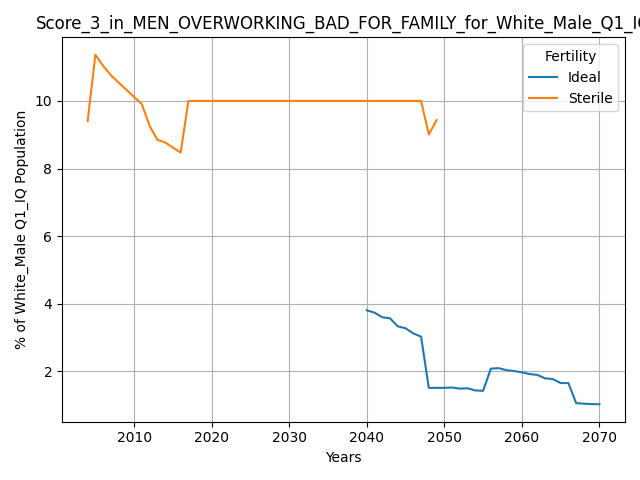 Score_3_in_MEN_OVERWORKING_BAD_FOR_FAMILY_for_White_Male_Q1_IQ
Fertility
Ideal
Sterile
% of White_Male Q1_IQ Population
10
8
6
4
2
2010 2020 2030 2040 2050 2060 2070
Years